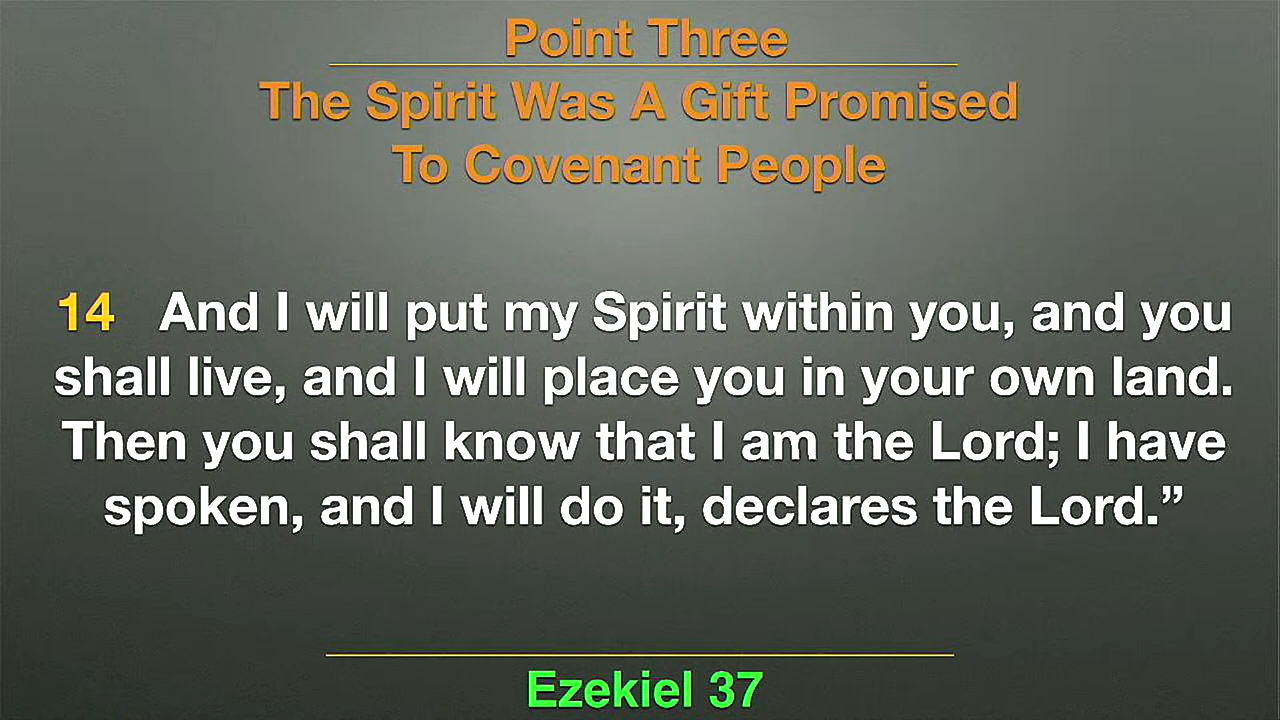 Point Three
The Spirit Was A Gift Promised
To Covenant People
14 And I will put my Spirit within you, and you
shall live, and I will place you in your own land.
Then you shall know that I am the Lord; I have
spoken, and I will do it, declares the Lord.”
Ezekiel 37